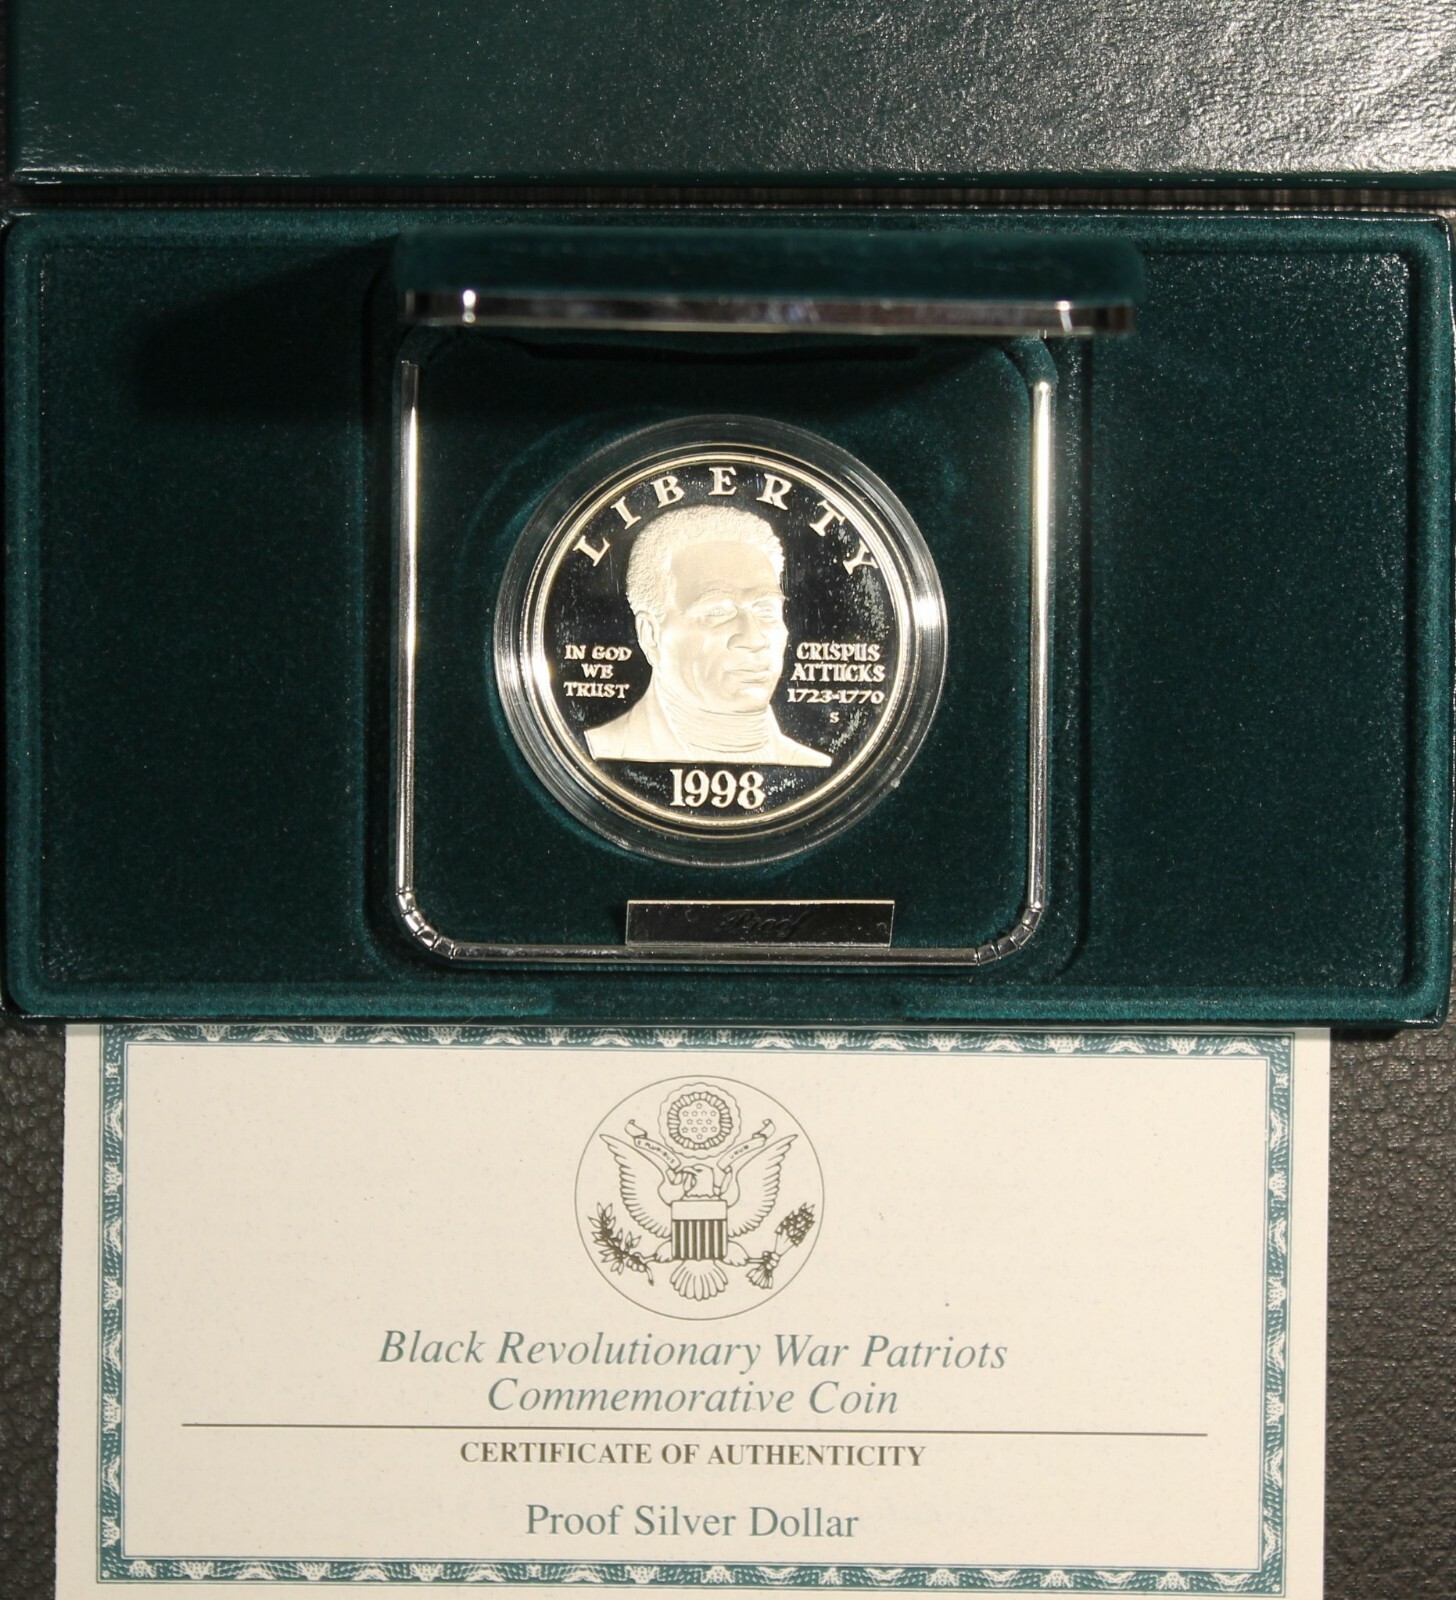 LIBERTY
IN GOD
WE
TRUST
CRISPUS
ATTUCKS
1723-1770
S
1998
Proof
Black Revolutionary War Patriots
Commemorative Coin
CERTIFICATE OF AUTHENTICITY
Proof Silver Dollar